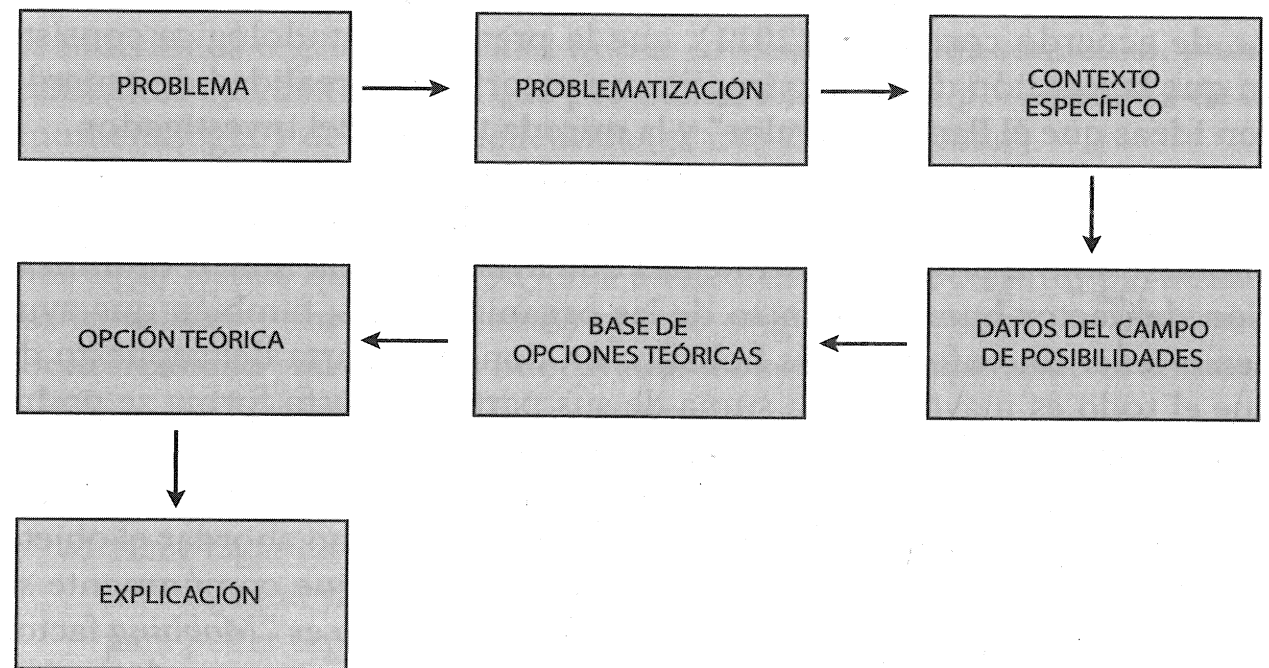 PROBLEMA
PROBLEMATIZACIÓN
CONTEXTO
ESPECÍFICO
DATOS DEL CAMPO
DE POSIBILIDADES
BASE DE
OPCIONES TEÓRICAS
OPCIÓN TEÓRICA
EXPLICACIÓN